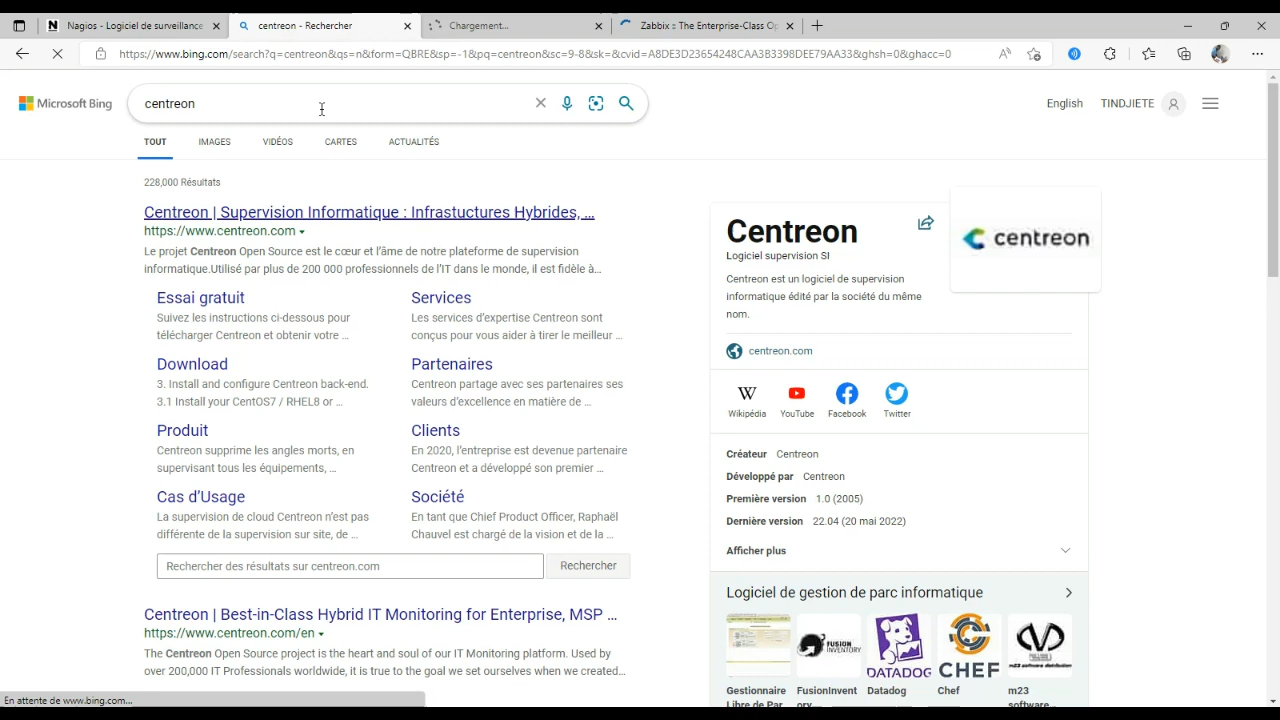 Nagios - Logiciel de surveillance
centreon - Rechercher
Chargement...
Zabbix :: The Enterprise-Class Op
https://www.bing.com/search?q=centreon&qs=n&form=QBRE&sp=-1&pq=centreon&sc=9-8&sk=&cvid=A8DE3D23654248CAA3B3398DEE79AA33&ghsh=0&ghacc=0
Microsoft Bing
centreon
English
TINDJIETE
TOUT
IMAGES
VIDÉOS
CARTES
ACTUALITÉS
228,000 Résultats
Centreon | Supervision Informatique : Infrastuctures Hybrides, ...
https://www.centreon.com
Le projet Centreon Open Source est le cœur et l'âme de notre plateforme de supervision
informatique.Utilisé par plus de 200 000 professionnels de l'IT dans le monde, il est fidèle à...
Essai gratuit
Suivez les instructions ci-dessous pour
télécharger Centreon et obtenir votre ...
Services
Les services d'expertise Centreon sont
conçus pour vous aider à tirer le meilleur ...
Download
3. Install and configure Centreon back-end.
3.1 Install your CentOS7 / RHEL8 or ...
Partenaires
Centreon partage avec ses partenaires ses
valeurs d'excellence en matière de ...
Produit
Centreon supprime les angles morts, en
supervisant tous les équipements, ...
Clients
En 2020, l'entreprise est devenue partenaire
Centreon et a développé son premier ...
Cas d'Usage
La supervision de cloud Centreon n'est pas
différente de la supervision sur site, de ...
Société
En tant que Chief Product Officer, Raphaël
Chauvel est chargé de la vision et de la ...
Rechercher des résultats sur centreon.com
Rechercher
Centreon | Best-in-Class Hybrid IT Monitoring for Enterprise, MSP ...
https://www.centreon.com/en
The Centreon Open Source project is the heart and soul of our IT Monitoring platform. Used by
over 200,000 IT Professionals worldwide, it is true to the goal we set ourselves when we created...
En attente de www.bing.com...
Centreon
Logiciel supervision SI
centreon
Centreon est un logiciel de supervision
informatique édité par la société du même
nom.
centreon.com
Wikipédia
YouTube
Facebook
Twitter
Créateur Centreon
Développé par Centreon
Première version 1.0 (2005)
Dernière version 22.04 (20 mai 2022)
Afficher plus
Logiciel de gestion de parc informatique
FUSION
INVENTORY
DATADOG
CHEF
m23 software distribution
Gestionnaire
Libre de Par
FusionInvent
ory
Datadog
Chef
m23
software